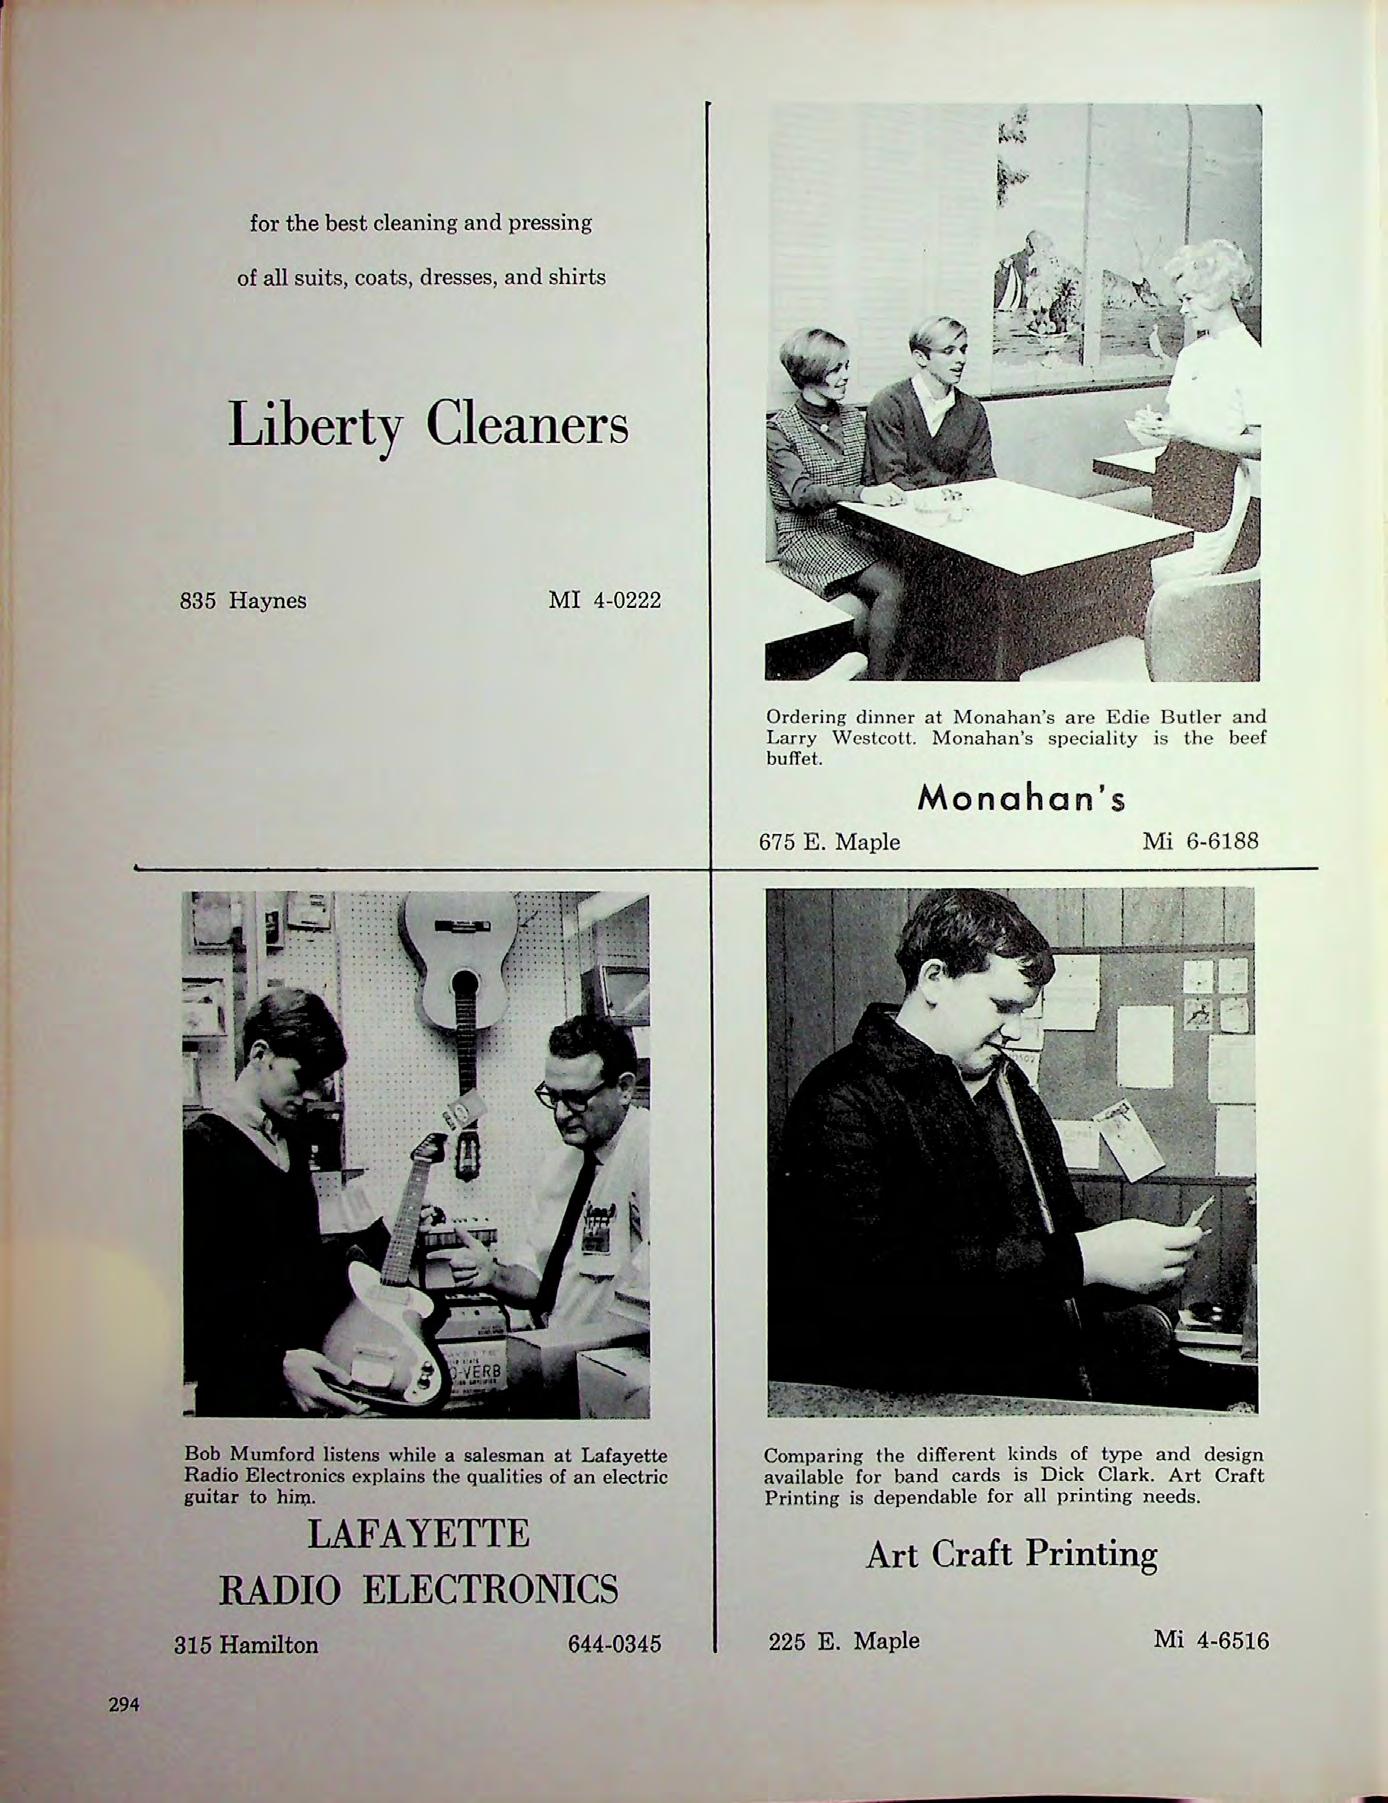 for the best cleaning and pressing
of all suits, coats, dresses, and shirts
Liberty Cleaners
835 Haynes MI 4-0222
Ordering dinner at Monahan's are Edie Butler and
Larry Westcott. Monahan's speciality is the beef
buffet.
Monahan's
675 E. Maple Mi 6-6188
-VERB
Bob Mumford listens while a salesman at Lafayette
Radio Electronics explains the qualities of an electric
guitar to him.
LAFAYETTE
RADIO ELECTRONICS
315 Hamilton 644-0345
Comparing the different kinds of type and design
available for band cards is Dick Clark. Art Craft
Printing is dependable for all printing needs.
Art Craft Printing
225 E. Maple Mi 4-6516
294